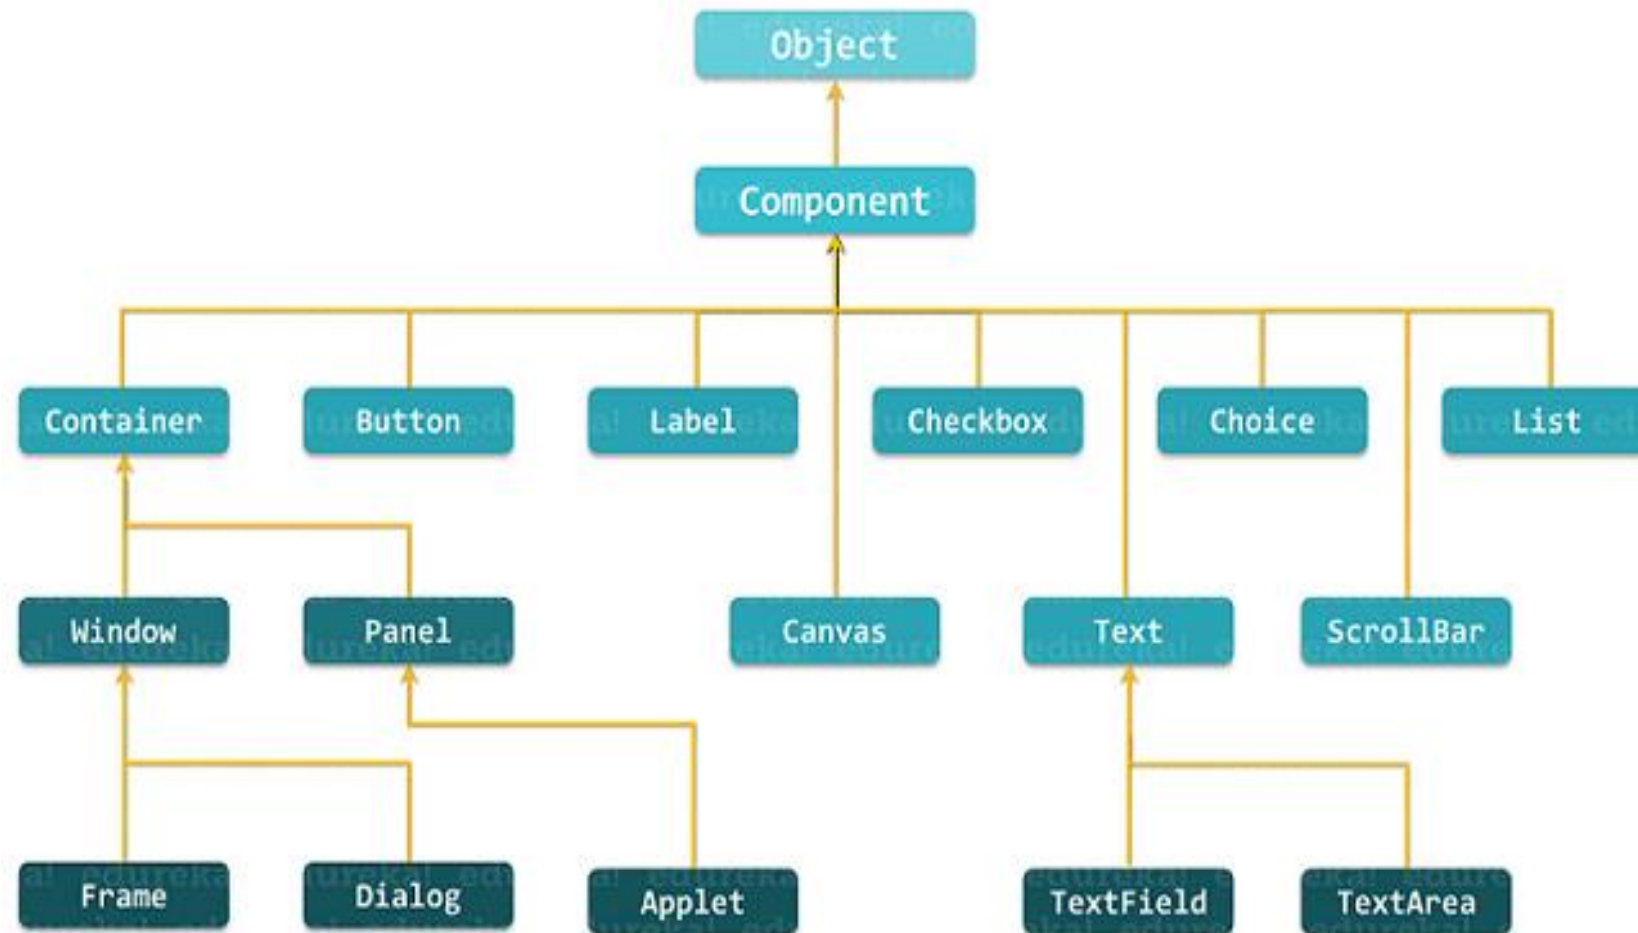 Object
Component
Container
Button
Label
Checkbox
Choice
List
Window
Panel
Canvas
Text
ScrollBar
Frame
Dialog
Applet
TextField
TextArea